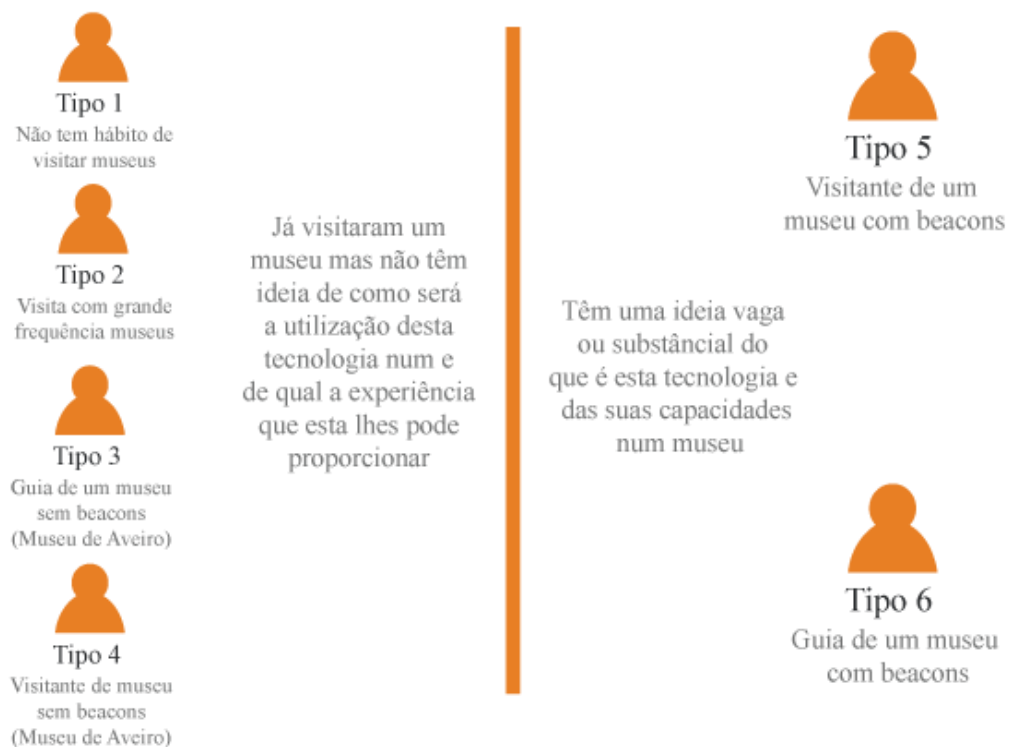 Tipo 1
Não tem hábito de
visitar museus
Tipo 2
Visita com grande
frequência museus
Tipo 3
Guia de um museu
sem beacons
(Museu de Aveiro)
Tipo 4
Visitante de museu
sem beacons
(Museu de Aveiro)
Já visitaram um
museu mas não têm
ideia de como será
a utilização desta
tecnologia num e
de qual a experiência
que esta lhes pode
proporcionar
Têm uma ideia vaga
ou substâncial do
que é esta tecnologia e
das suas capacidades
num museu
Tipo 5
Visitante de um
museu com beacons
Tipo 6
Guia de um museu
com beacons